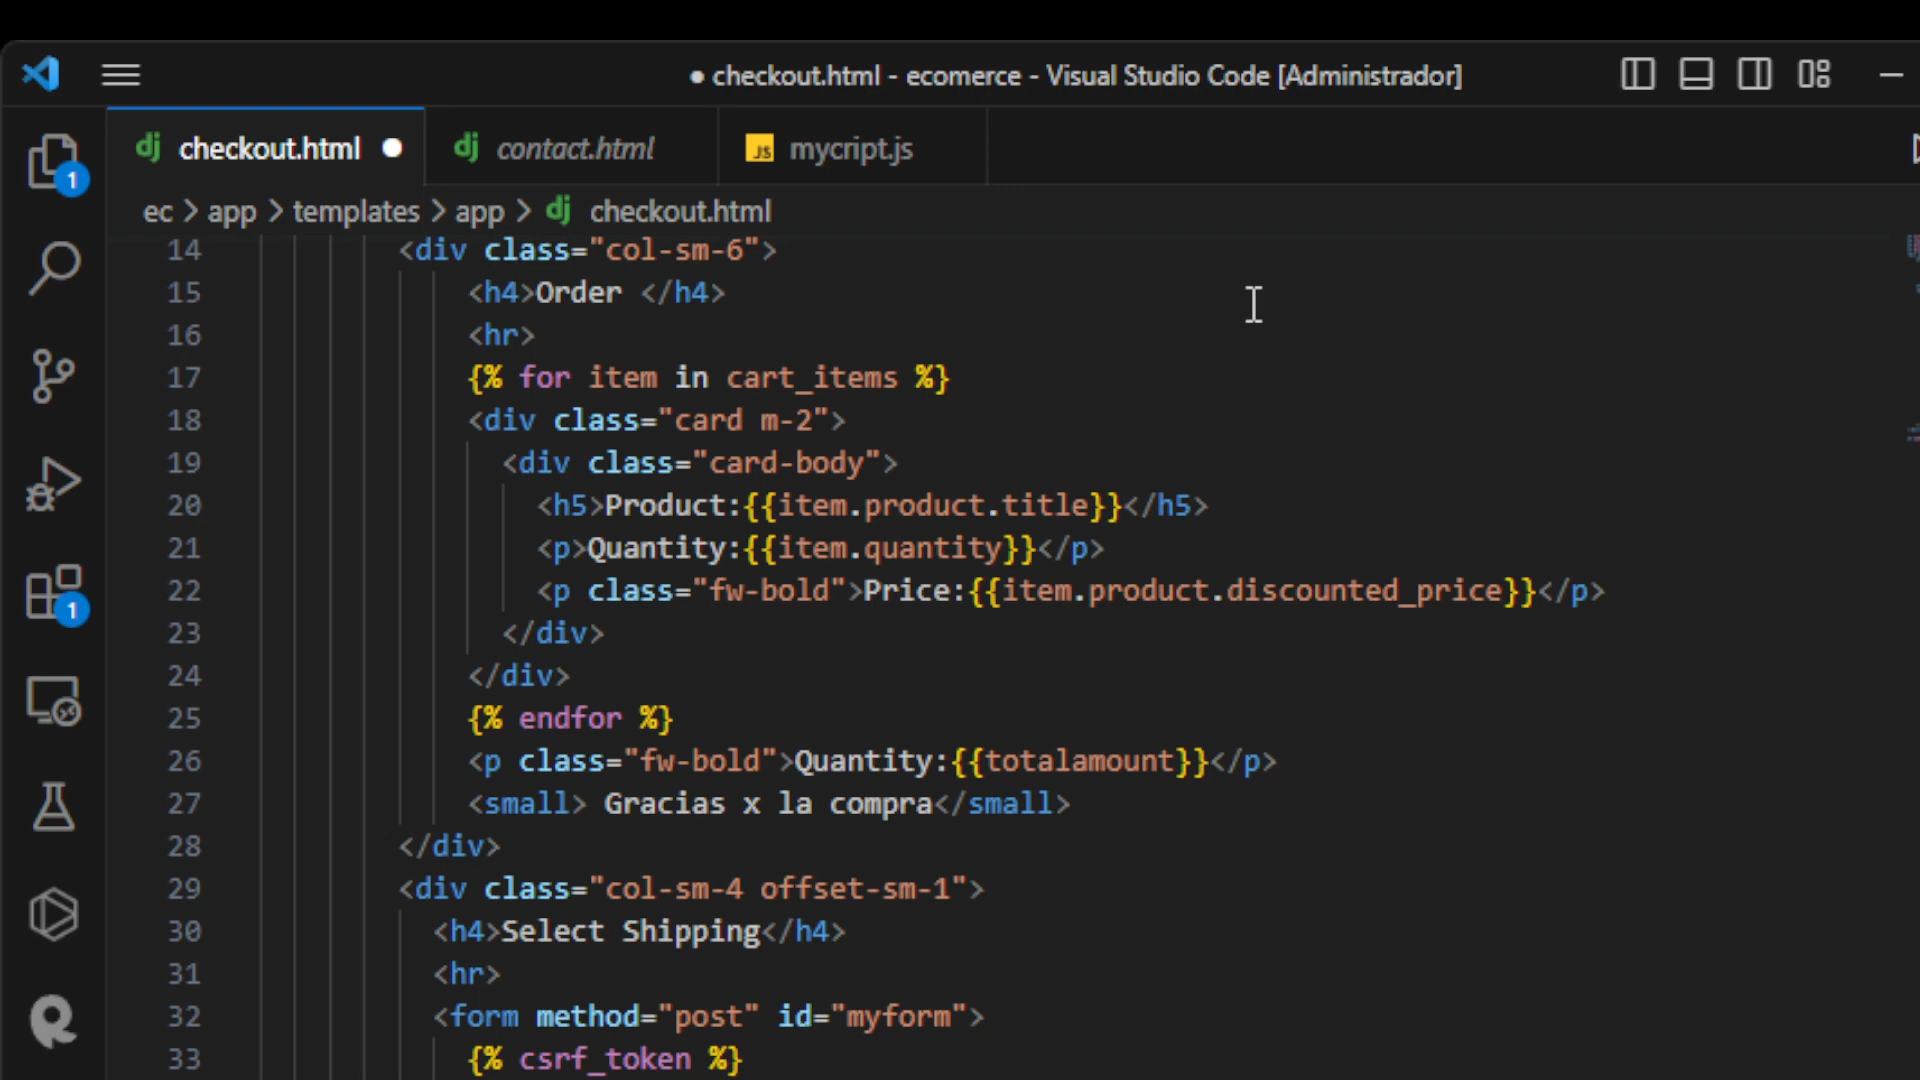 ● checkout.html - ecomerce - Visual Studio Code [Administrador]
checkout.html ● contact.html JS mycript.js
ec > app > templates > app > dj checkout.html
14 <div class="col-sm-6">
15 <h4>Order </h4>
16 <hr>
17 {% for item in cart_items %}
18 <div class="card m-2">
19 <div class="card-body">
20 <h5>Product:{{item.product.title}}</h5>
21 <p>Quantity:{{item.quantity}}</p>
22 <p class="fw-bold">Price:{{item.product.discounted_price}}</p>
23 </div>
24 </div>
25 {% endfor %}
26 <p class="fw-bold">Quantity:{{totalamount}}</p>
27 <small> Gracias x la compra</small>
28 </div>
29 <div class="col-sm-4 offset-sm-1">
30 <h4>Select Shipping</h4>
31 <hr>
32 <form method="post" id="myform">
33 {% csrf_token %}
1
1